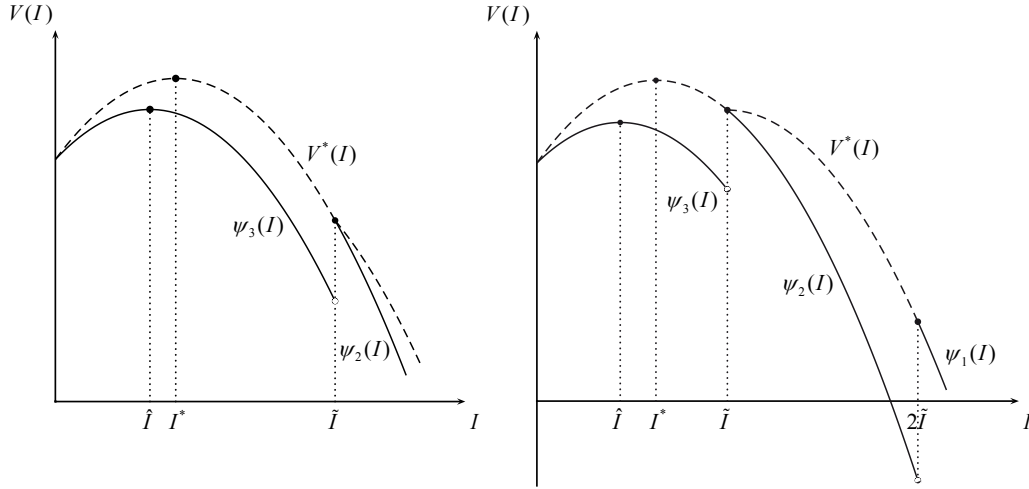 V(I)
V*(I)
ψ₃(I)
ψ₂(I)
Î
I*
Ĩ
I
V(I)
V*(I)
ψ₃(I)
ψ₂(I)
ψ₁(I)
Î
I*
Ĩ
2Ĩ
I